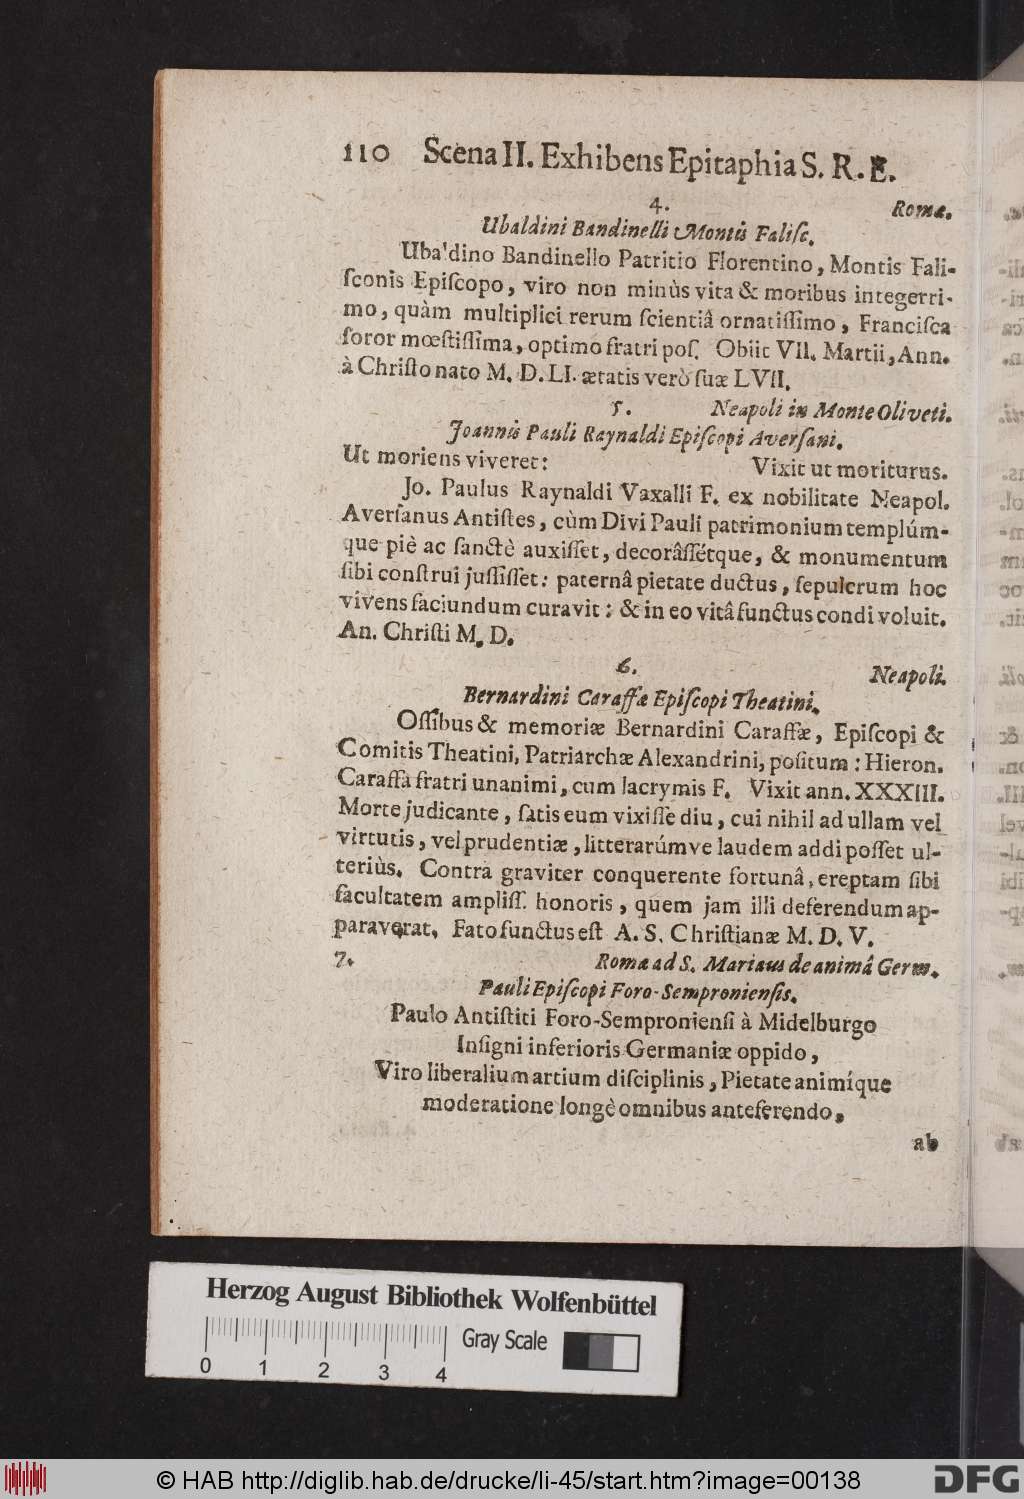 110 Scena II. Exhibens Epitaphia S. R. E.
4. Romæ.
Ubaldini Bandinelli Montis Faliſc.
Ubaldino Bandinello Patritio Florentino, Montis Fali-
ſconis Epiſcopo, viro non minùs vita & moribus integerri-
mo, quàm multiplici rerum ſcientiâ ornatiſſimo, Franciſca
ſoror mœſtiſſima, optimo fratri poſ. Obiit VII. Martii, Ann.
à Chriſto nato M. D. LI. ætatis verò ſuæ LVII.
5. Neapoli in Monte Oliveti.
Joannis Pauli Raynaldi Epiſcopi Averſani.
Ut moriens viveret: Vixit ut moriturus.
Jo. Paulus Raynaldi Vaxalli F. ex nobilitate Neapol.
Averſanus Antiſtes, cùm Divi Pauli patrimonium templúm-
que piè ac ſanctè auxiſſet, decorâſſétque, & monumentum
ſibi conſtrui juſſiſſet: paternâ pietate ductus, ſepulcrum hoc
vivens faciundum curavit: & in eo vitâ functus condi voluit.
An. Chriſti M. D.
6. Neapoli.
Bernardini Caraffæ Epiſcopi Theatini.
Oſſibus & memoriæ Bernardini Caraffæ, Epiſcopi &
Comitis Theatini, Patriarchæ Alexandrini, poſitum: Hieron.
Caraffa fratri unanimi, cum lacrymis F. Vixit ann. XXXIII.
Morte judicante, ſatis eum vixiſſe diu, cui nihil ad ullam vel
virtutis, vel prudentiæ, litterarúmve laudem addi poſſet ul-
teriùs. Contrà graviter conquerente fortunâ, ereptam ſibi
facultatem ampliſſ. honoris, quem jam illi deferendum ap-
paraverat. Fato functus eſt A. S. Chriſtianæ M. D. V.
7. Romæ ad S. Mariam de animâ Germ.
Pauli Epiſcopi Foro-Sempronienſis.
Paulo Antiſtiti Foro-Sempronienſi à Midelburgo
Inſigni inferioris Germaniæ oppido,
Viro liberalium artium diſciplinis, Pietate animíque
moderatione longè omnibus anteferendo,
ab
Herzog August Bibliothek Wolfenbüttel
0 1 2 3 4 Gray Scale
© HAB http://diglib.hab.de/drucke/li-45/start.htm?image=00138 DFG